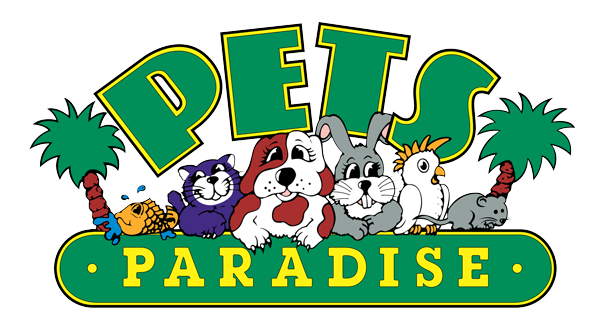 PETS
· PARADISE ·